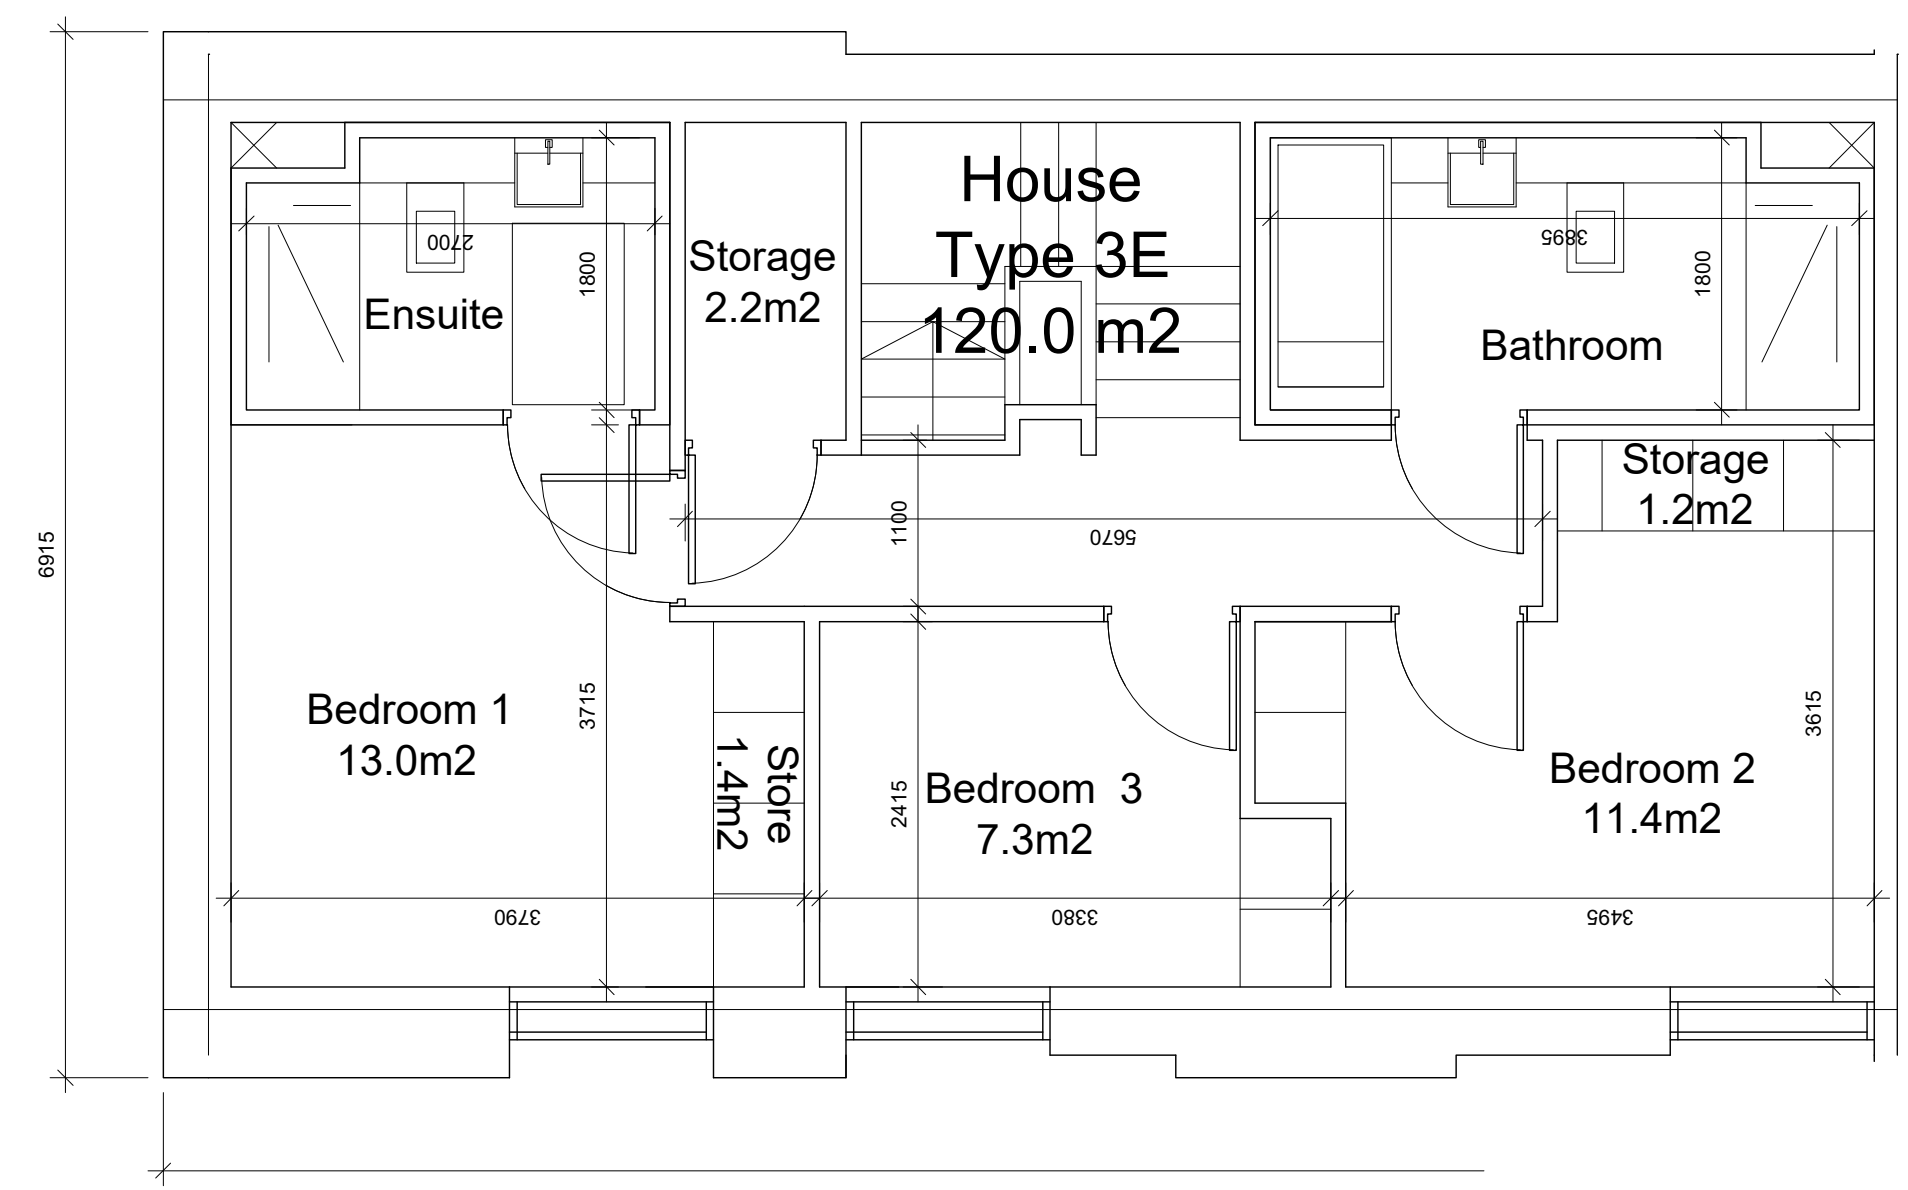 House
Type 3E
120.0 m2
2700
1800
Ensuite
Storage
2.2m2
3895
1800
Bathroom
Storage
1.2m2
6915
1100
5670
Bedroom 1
13.0m2
3715
Store
1.4m2
2415
Bedroom 3
7.3m2
Bedroom 2
11.4m2
3615
3790
3380
3495